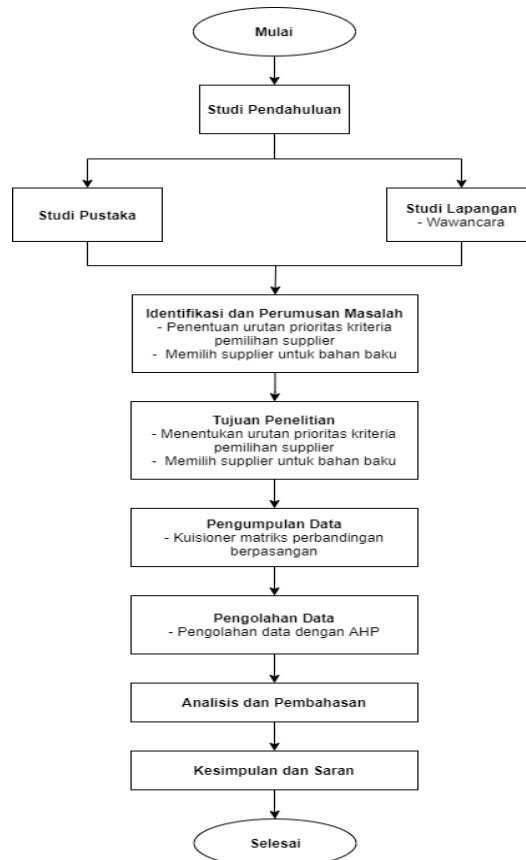 Mulai
Studi Pendahuluan
Studi Pustaka
Studi Lapangan
- Wawancara
Identifikasi dan Perumusan Masalah
- Penentuan urutan prioritas kriteria
pemilihan supplier
- Memilih supplier untuk bahan baku
Tujuan Penelitian
- Menentukan urutan prioritas kriteria
pemilihan supplier
- Memilih supplier untuk bahan baku
Pengumpulan Data
- Kuisioner matriks perbandingan
berpasangan
Pengolahan Data
- Pengolahan data dengan AHP
Analisis dan Pembahasan
Kesimpulan dan Saran
Selesai